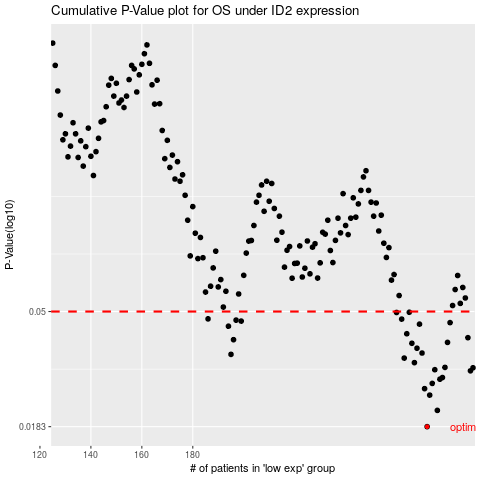 Cumulative P-Value plot for OS under ID2 expression
P-Value(log10)
0.05
0.0183
optim
120 140 160 180
# of patients in 'low exp' group